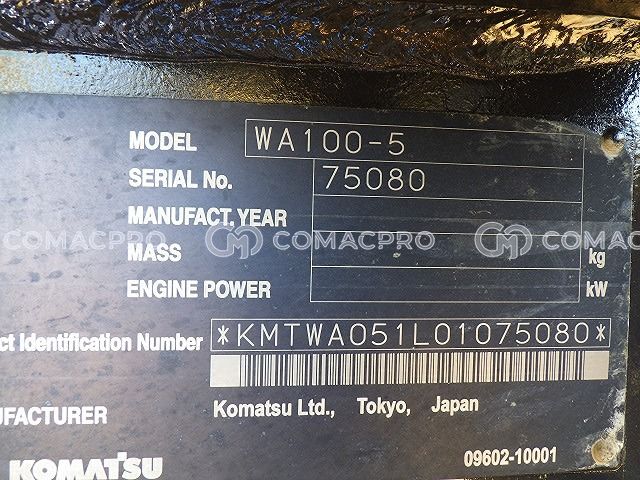 MODEL WA100-5
SERIAL No. 75080
MANUFACT. YEAR
COMACPRO COMACPRO COMACPRO
MASS kg
ENGINE POWER kW
ct Identification Number *KMTWA051L01075080*
UFACTURER Komatsu Ltd., Tokyo, Japan
KOMATSU 09602-10001